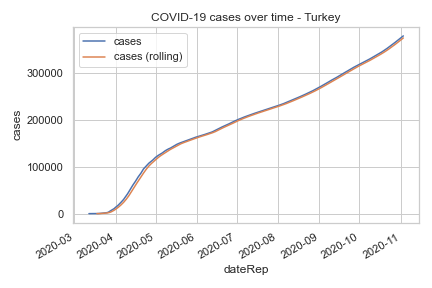 COVID-19 cases over time - Turkey
cases
cases (rolling)
300000
200000
100000
0
cases
2020-03
2020-04
2020-05
2020-06
2020-07
2020-08
2020-09
2020-10
2020-11
dateRep